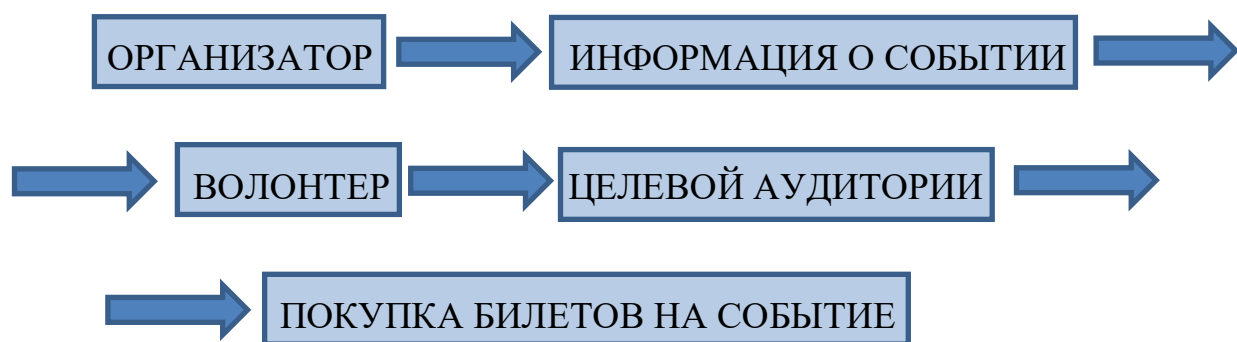 ОРГАНИЗАТОР ИНФОРМАЦИЯ О СОБЫТИИ
ВОЛОНТЕР ЦЕЛЕВОЙ АУДИТОРИИ
ПОКУПКА БИЛЕТОВ НА СОБЫТИЕ